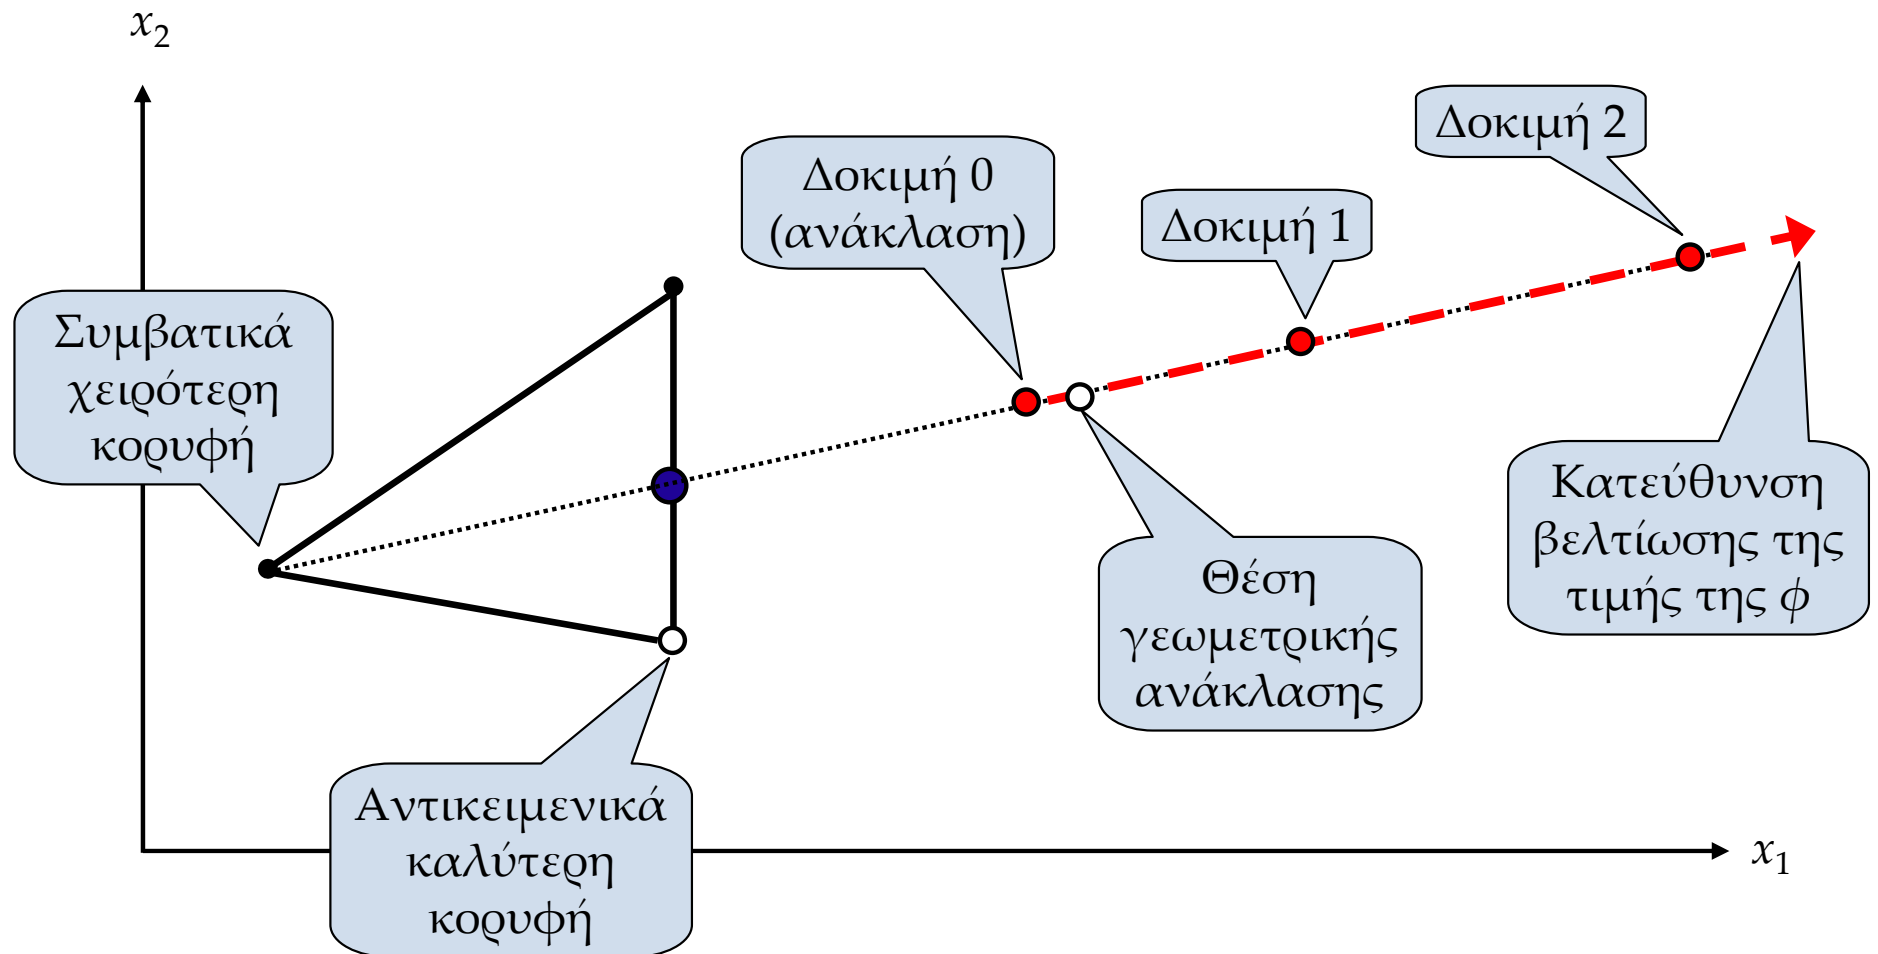 x2
Δοκιμή 2
Δοκιμή 0
(ανάκλαση)
Δοκιμή 1
Συμβατικά
χειρότερη
κορυφή
Κατεύθυνση
βελτίωσης της
τιμής της ϕ
Θέση
γεωμετρικής
ανάκλασης
Αντικειμενικά
καλύτερη
κορυφή
x1